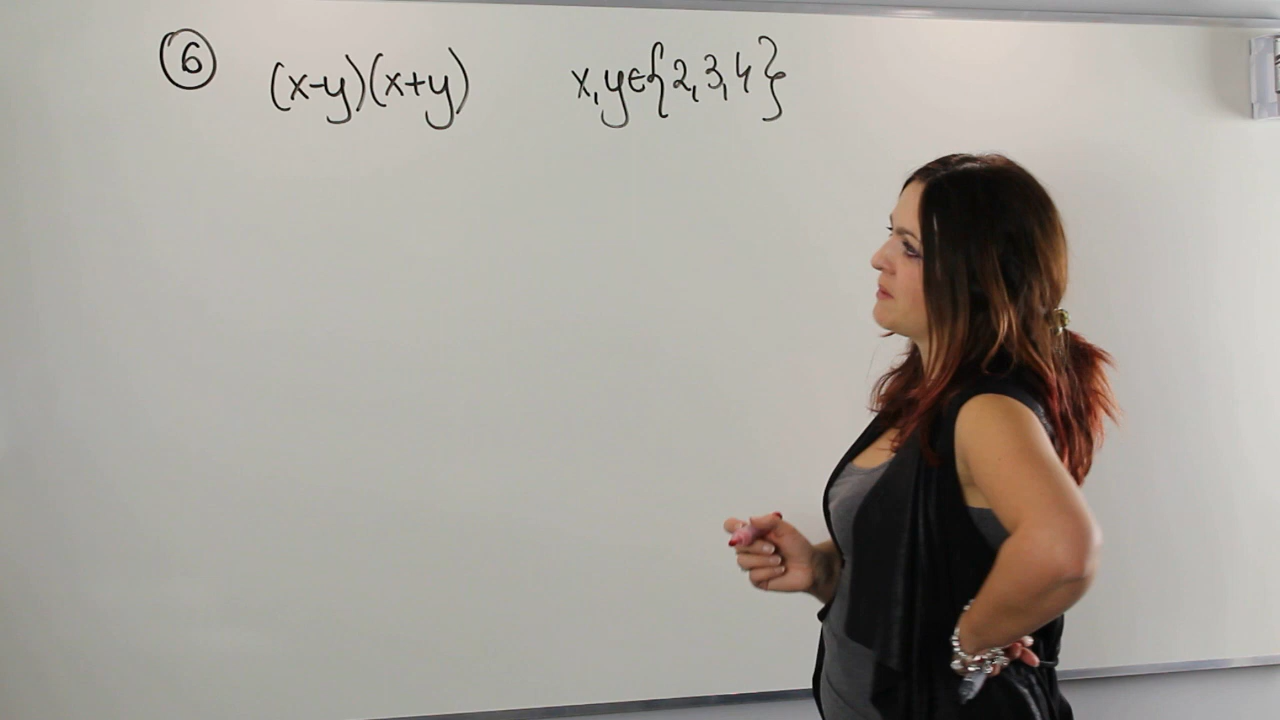 ⑥ (x-y)(x+y) x,y∈{2,3,4}